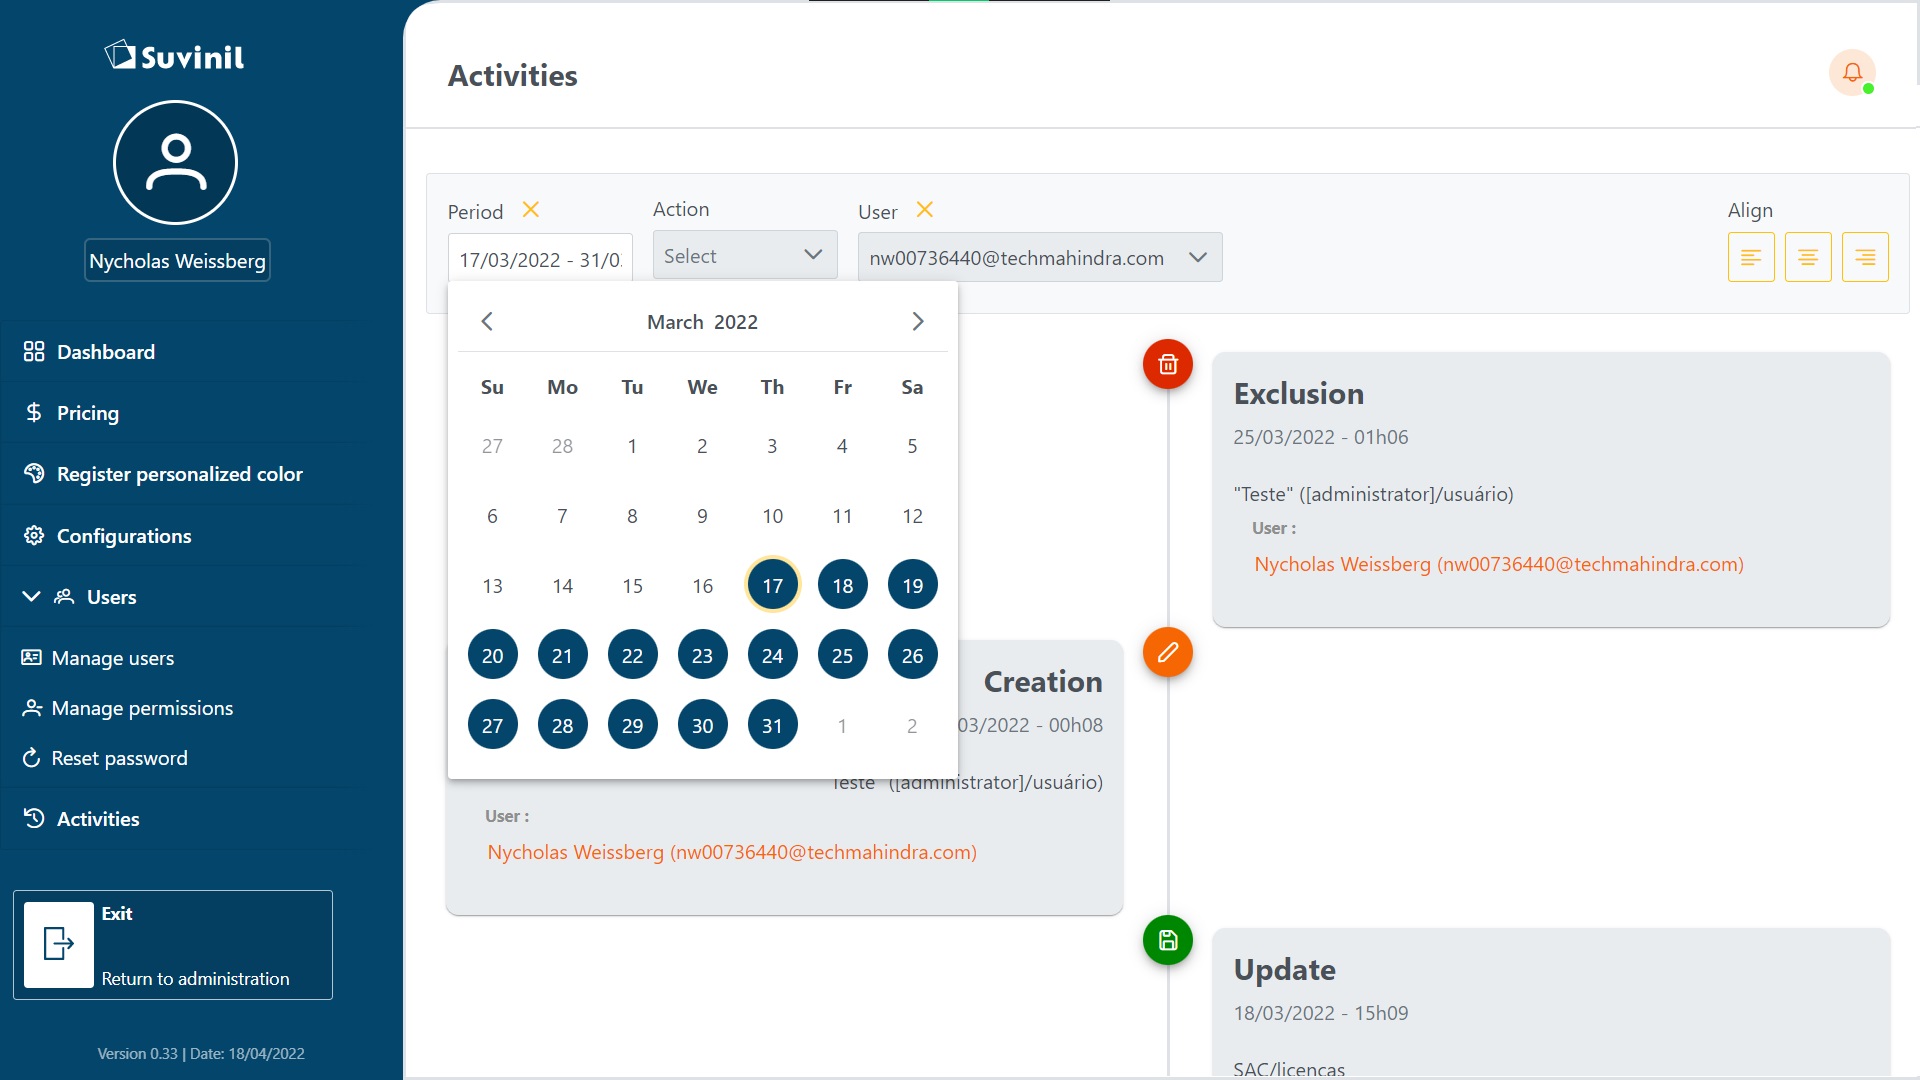 Suvinil
Nycholas Weissberg
Dashboard
Pricing
Register personalized color
Configurations
Users
Manage users
Manage permissions
Reset password
Activities
Exit
Return to administration
Version 0.33 | Date: 18/04/2022
Activities
Period
Action
User
Align
17/03/2022 - 31/0
Select
nw00736440@techmahindra.com
March 2022
Su Mo Tu We Th Fr Sa
27 28 1 2 3 4 5
6 7 8 9 10 11 12
13 14 15 16 17 18 19
20 21 22 23 24 25 26
27 28 29 30 31 1 2
Exclusion
25/03/2022 - 01h06
"Teste" ([administrator]/usuário)
User :
Nycholas Weissberg (nw00736440@techmahindra.com)
Creation
03/2022 - 00h08
Teste ([administrator]/usuário)
User :
Nycholas Weissberg (nw00736440@techmahindra.com)
Update
18/03/2022 - 15h09
SAC/licenças